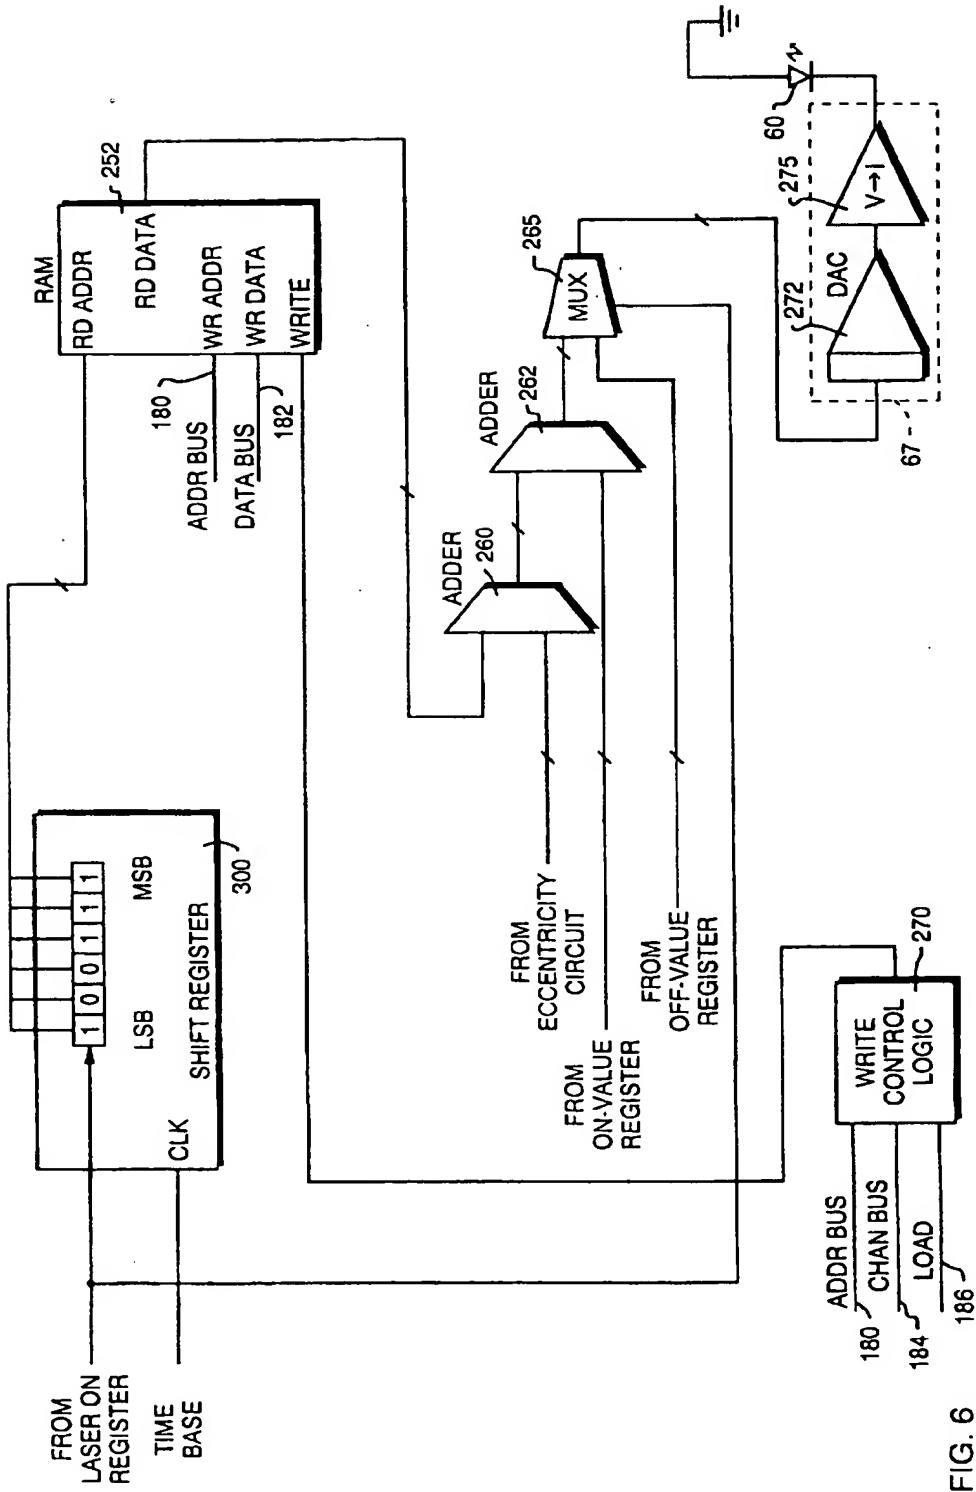 FROM
LASER ON
REGISTER
TIME
BASE
CLK
SHIFT REGISTER
LSB
MSB
1 0 0 1 1 1
300
RAM
RD ADDR
RD DATA
WR ADDR
WR DATA
WRITE
252
180
ADDR BUS
DATA BUS
182
FROM
ECCENTRICITY
CIRCUIT
FROM
ON-VALUE
REGISTER
FROM
OFF-VALUE
REGISTER
ADDER
260
ADDER
262
MUX
265
ADDR BUS
180
CHAN BUS
184
LOAD
186
WRITE
CONTROL
LOGIC
270
67
272
DAC
275
V→I
60
FIG. 6